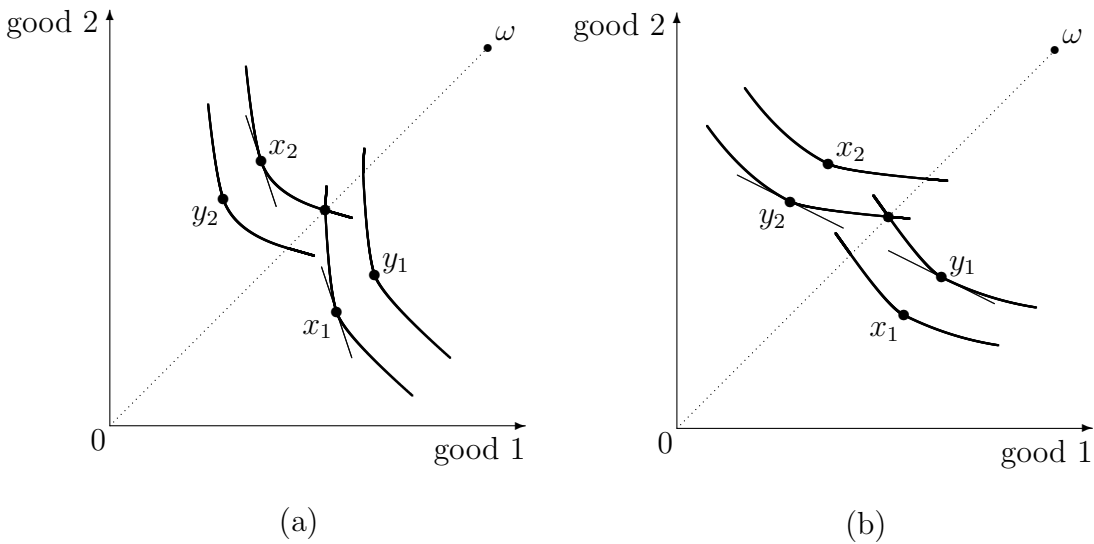 good 2
ω
x₂
y₂
y₁
x₁
0
good 1
(a)
good 2
ω
x₂
y₂
y₁
x₁
0
good 1
(b)